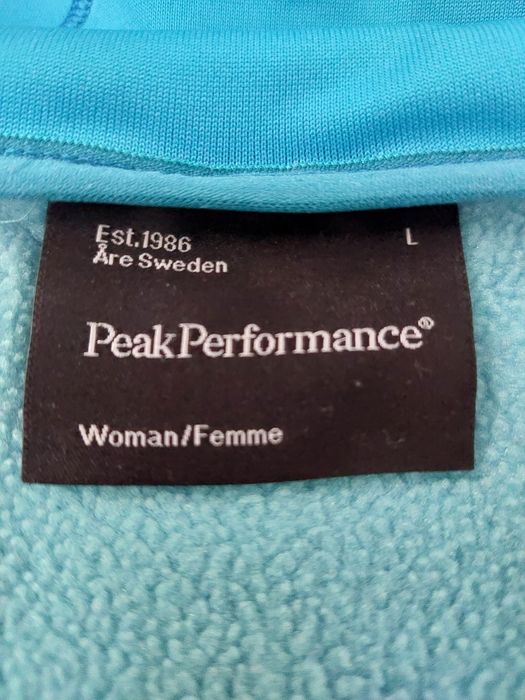 Est.1986
L
Åre Sweden
PeakPerformance®
Woman/Femme